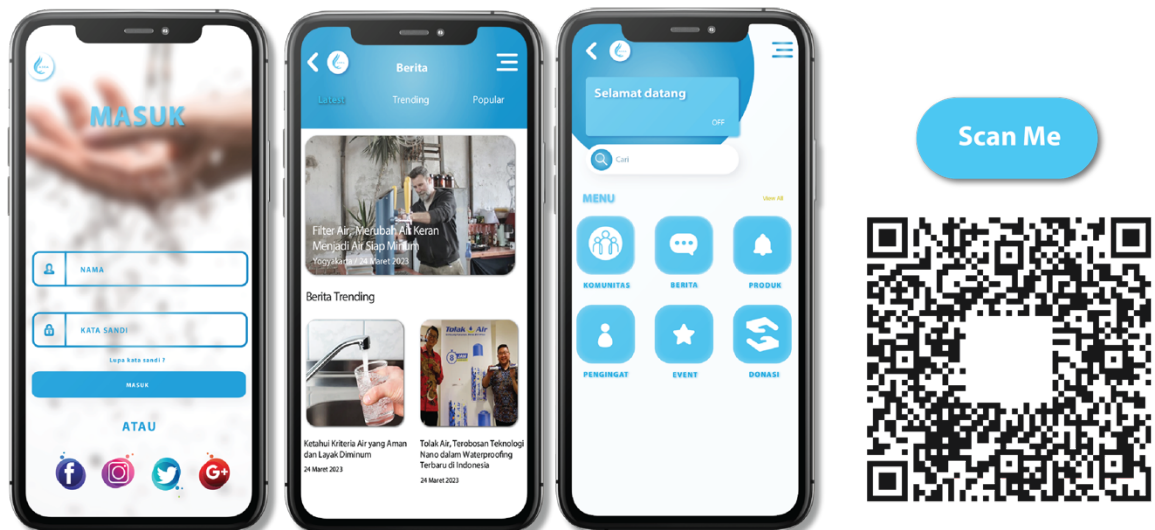 MASUK
NAMA
KATA SANDI
Lupa kata sandi ?
MASUK
ATAU
G+
Berita
Latest
Trending
Popular
Filter Air, Merubah Air Keran
Menjadi Air Siap Minum
Yogyakarta / 24 Maret 2023
Berita Trending
Tolak Air
Ketahui Kriteria Air yang Aman
dan Layak Diminum
24 Maret 2023
Tolak Air, Terobosan Teknologi
Nano dalam Waterproofing
Terbaru di Indonesia
24 Maret 2023
Selamat datang
OFF
Cari
MENU
View All
KOMUNITAS
BERITA
PRODUK
PENGINGAT
EVENT
DONASI
Scan Me